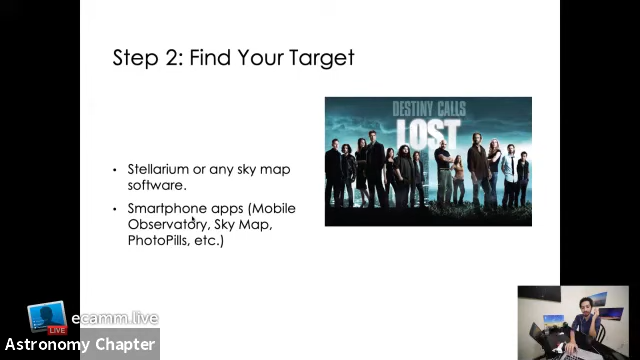 Step 2: Find Your Target
DESTINY CALLS
LOST
• Stellarium or any sky map
software.
• Smartphone apps (Mobile
Observatory, Sky Map,
PhotoPills, etc.)
LIVE
ecamm.live
Astronomy Chapter